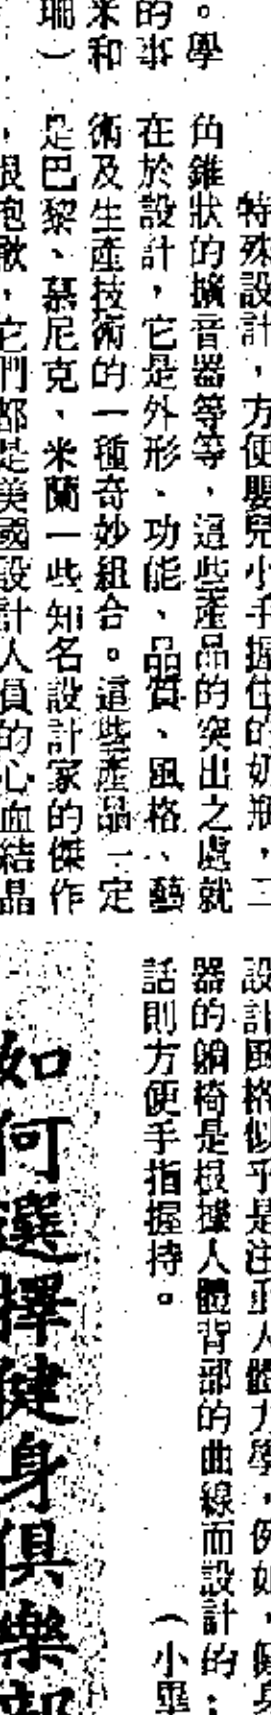 。學
的事
米和
特殊設計，方便嬰兒小手握住的奶瓶，二
角錐狀的擴音器等等，這些產品的突出之處就
在於設計，它是外形、功能、品質、風格、藝
術及生產技術的一種奇妙組合。這些產品一定
是巴黎、慕尼克、米蘭一些知名設計家的傑作
，很抱歉，它們都是美國設計人員的心血結晶
設計風格似乎是注重人體力學，例如，健身
器的躺椅是根據人體背部的曲線而設計的；
話則方便手指握持。（小畢
如何選擇健身俱樂部